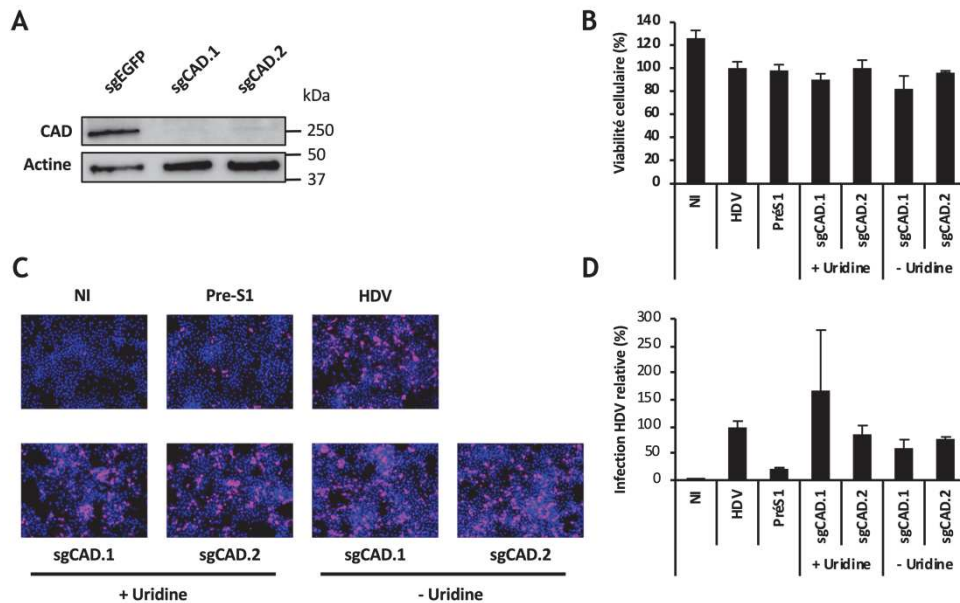 A
sgEGFP
sgCAD.1
sgCAD.2
kDa
CAD
250
Actine
50
37
B
Viabilité cellulaire (%)
140
120
100
80
60
40
20
0
NI
HDV
PréS1
sgCAD.1
sgCAD.2
sgCAD.1
sgCAD.2
+ Uridine
- Uridine
C
NI
Pre-S1
HDV
sgCAD.1
sgCAD.2
sgCAD.1
sgCAD.2
+ Uridine
- Uridine
D
Infection HDV relative (%)
300
250
200
150
100
50
0
NI
HDV
PréS1
sgCAD.1
sgCAD.2
sgCAD.1
sgCAD.2
+ Uridine
- Uridine